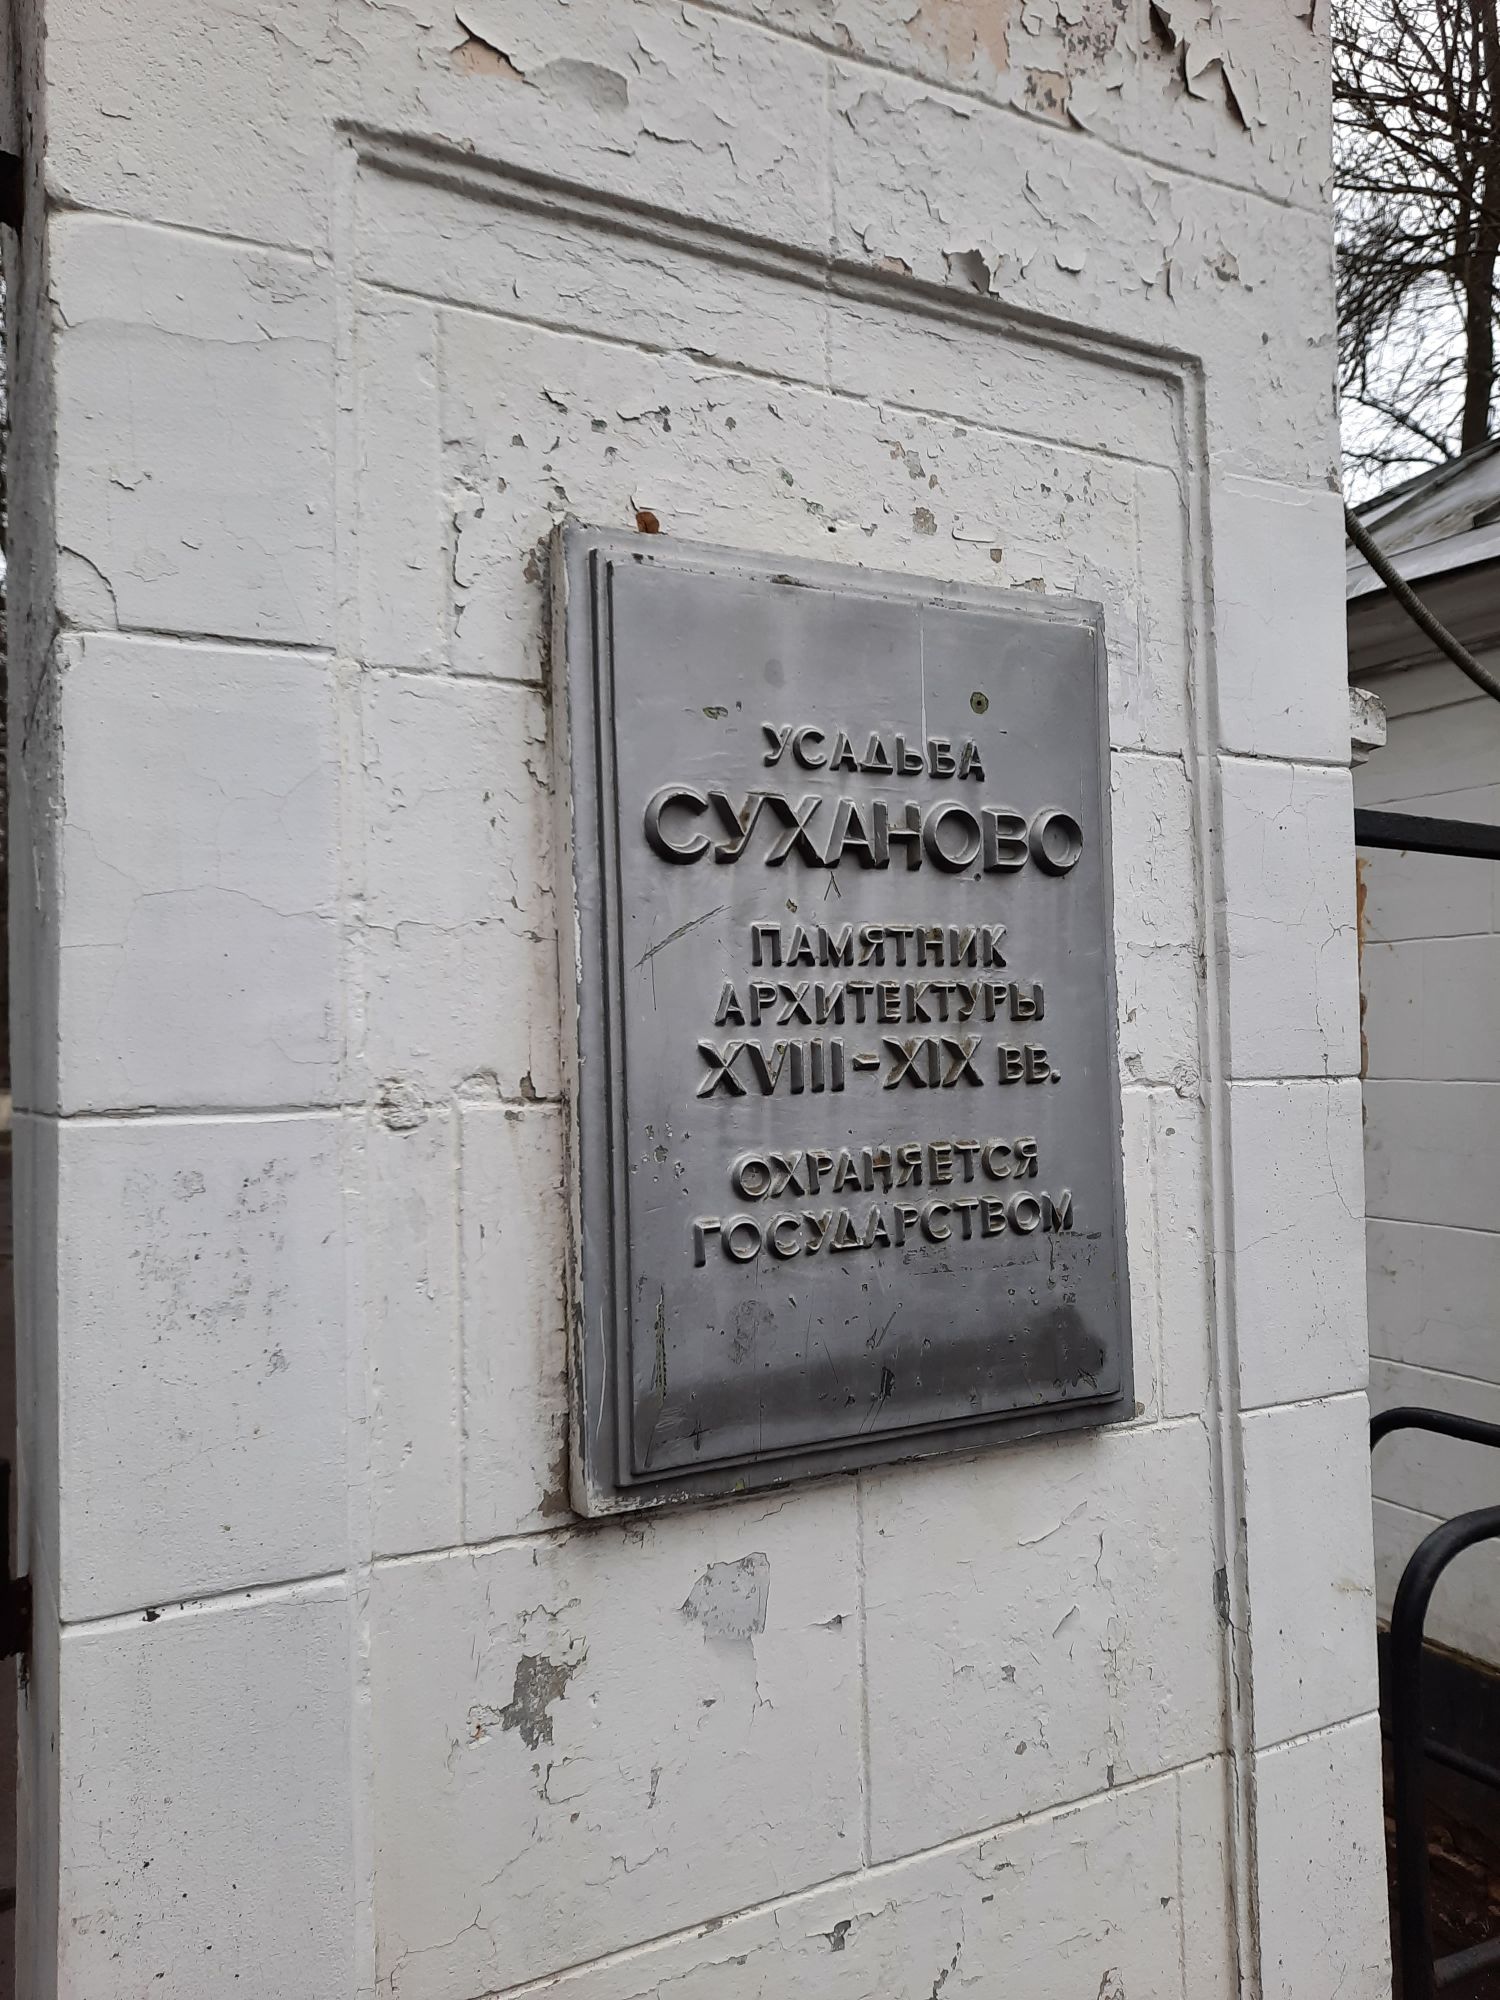 УСАДЬБА
СУХАНОВО
ПАМЯТНИК
АРХИТЕКТУРЫ
XVIII-XIX ВВ.
ОХРАНЯЕТСЯ
ГОСУДАРСТВОМ